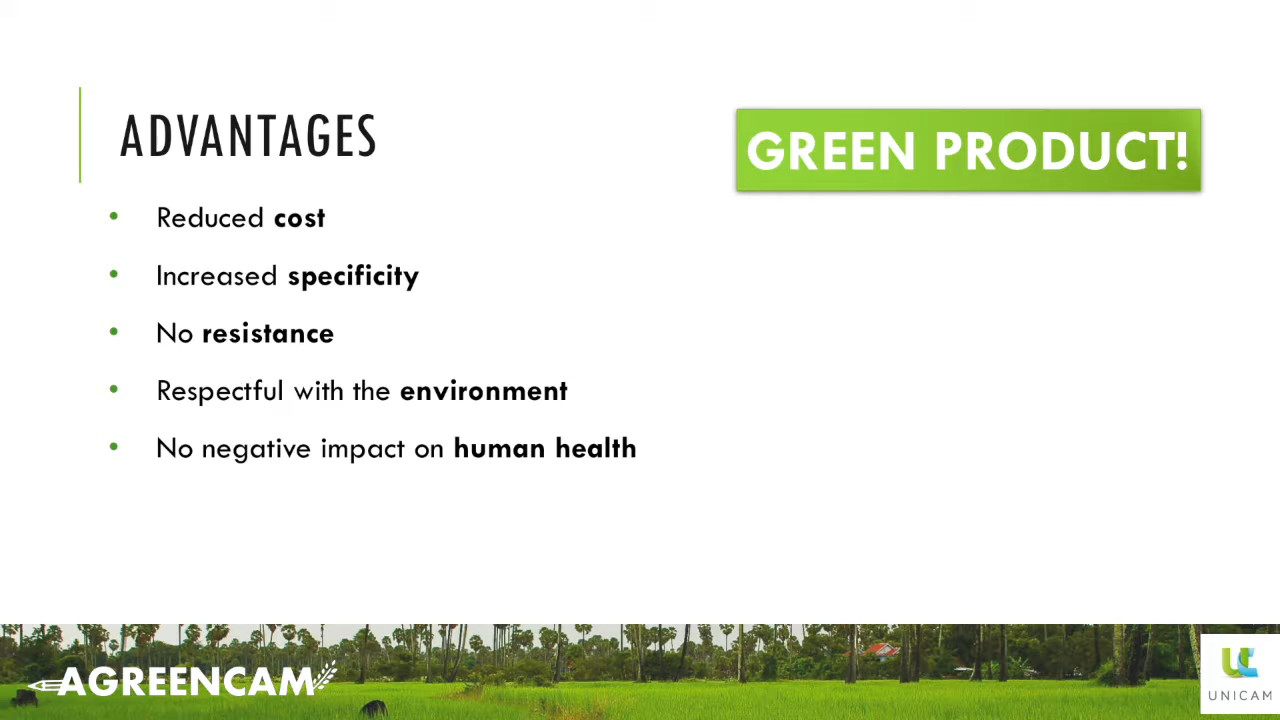 ADVANTAGES
GREEN PRODUCT!
• Reduced cost
• Increased specificity
• No resistance
• Respectful with the environment
• No negative impact on human health
AGREENCAM
UNICAM